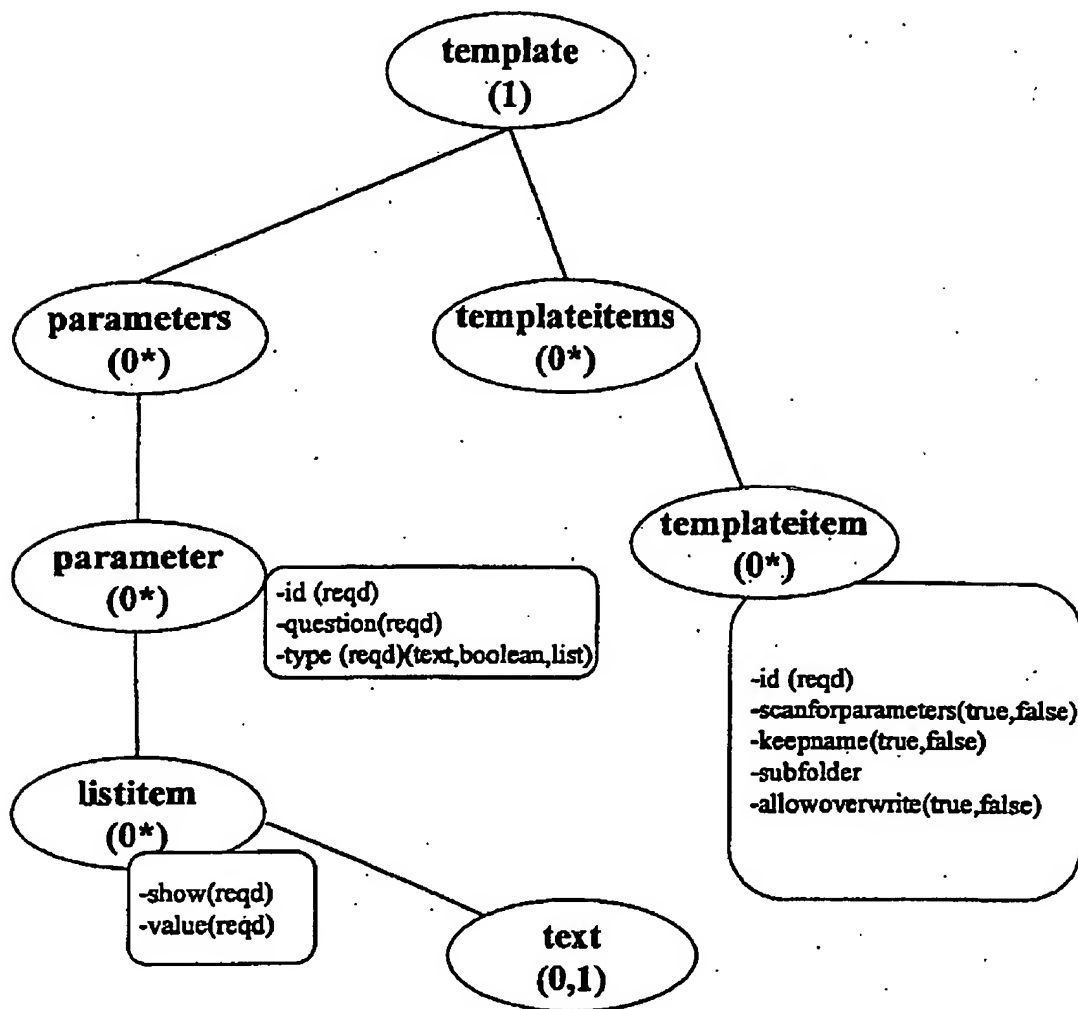 template
(1)
parameters
(0*)
templateitems
(0*)
parameter
(0*)
-id (reqd)
-question(reqd)
-type (reqd)(text,boolean,list)
templateitem
(0*)
-id (reqd)
-scanforparameters(true,false)
-keepname(true,false)
-subfolder
-allowoverwrite(true,false)
listitem
(0*)
-show(reqd)
-value(reqd)
text
(0,1)